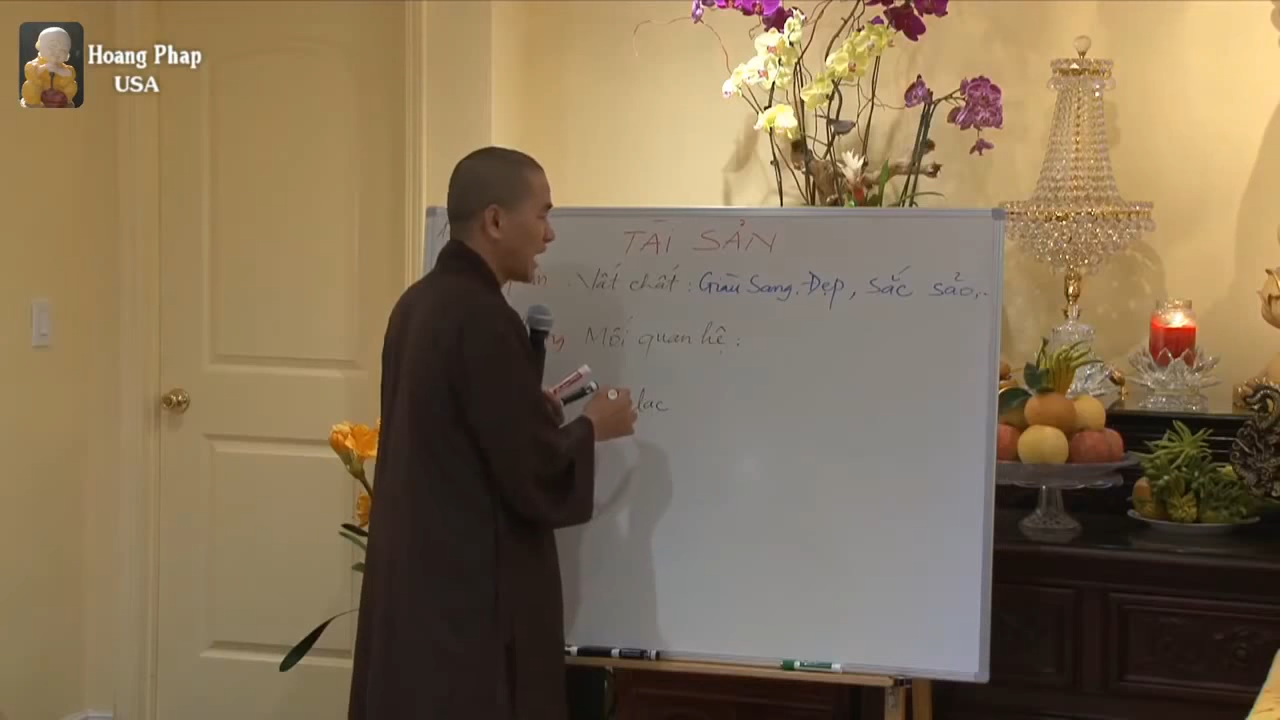 Hoang Phap
USA
TÀI SẢN
Vật chất : Giàu Sang. Đẹp, Sắc sảo,..
Mối quan hệ :
lạc